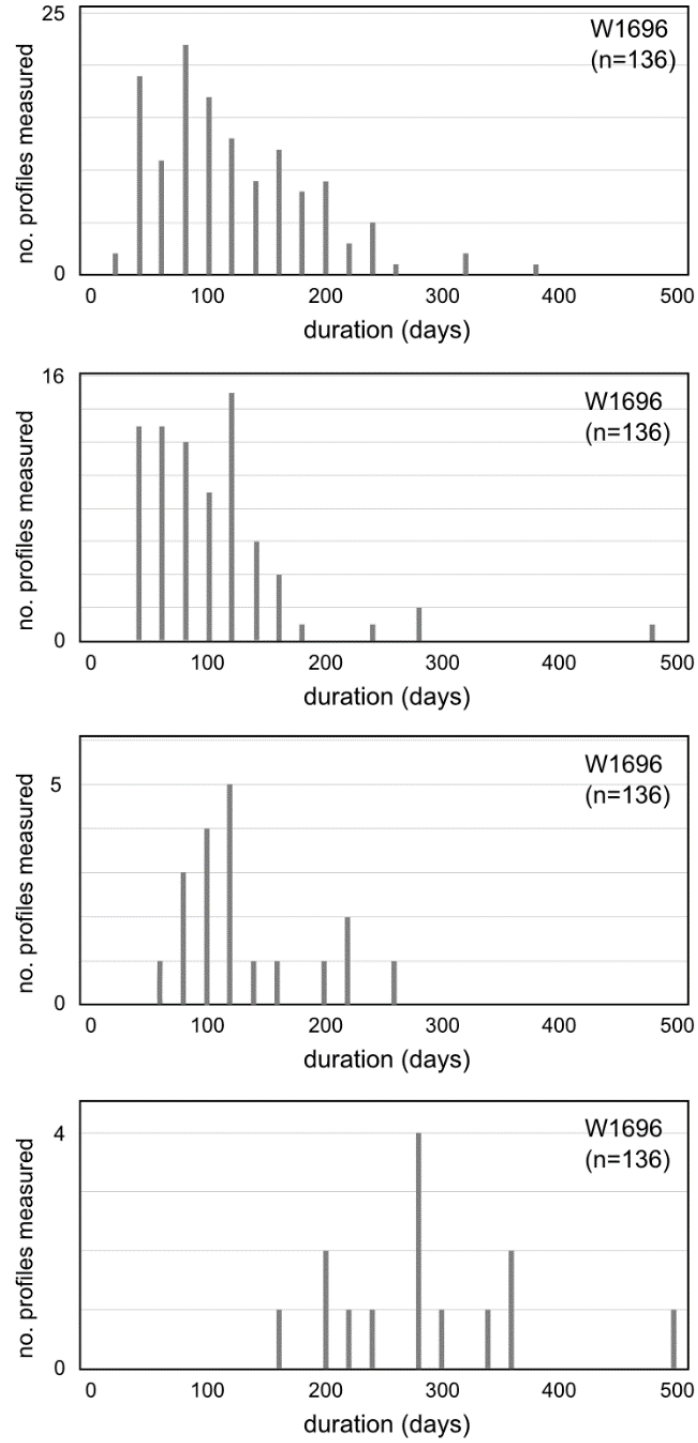 25
W1696
(n=136)
no. profiles measured
0
0 100 200 300 400 500
duration (days)
16
W1696
(n=136)
no. profiles measured
0
0 100 200 300 400 500
duration (days)
W1696
(n=136)
5
no. profiles measured
0
0 100 200 300 400 500
duration (days)
W1696
(n=136)
4
no. profiles measured
0
0 100 200 300 400 500
duration (days)